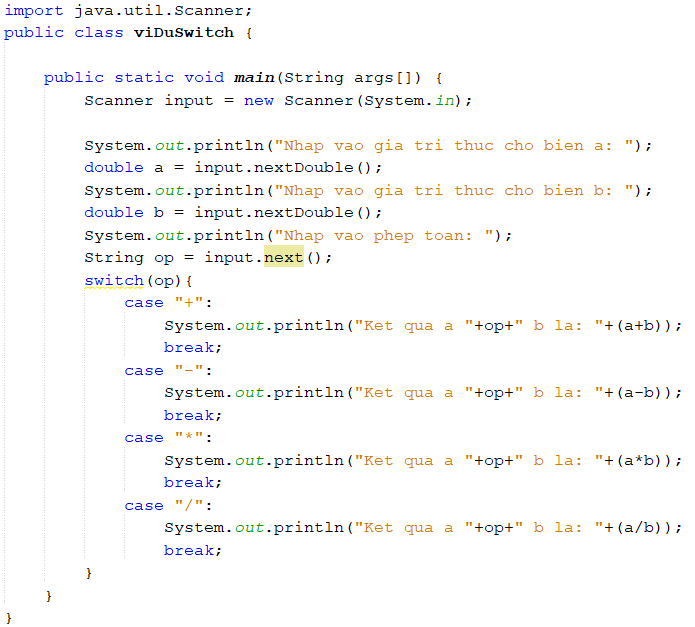 import java.util.Scanner;
public class viDuSwitch {
    public static void main(String args[]) {
        Scanner input = new Scanner(System.in);
        System.out.println("Nhap vao gia tri thuc cho bien a: ");
        double a = input.nextDouble();
        System.out.println("Nhap vao gia tri thuc cho bien b: ");
        double b = input.nextDouble();
        System.out.println("Nhap vao phep toan: ");
        String op = input.next();
        switch(op){
            case "+":
                System.out.println("Ket qua a "+op+" b la: "+(a+b));
                break;
            case "-":
                System.out.println("Ket qua a "+op+" b la: "+(a-b));
                break;
            case "*":
                System.out.println("Ket qua a "+op+" b la: "+(a*b));
                break;
            case "/":
                System.out.println("Ket qua a "+op+" b la: "+(a/b));
                break;
        }
    }
}